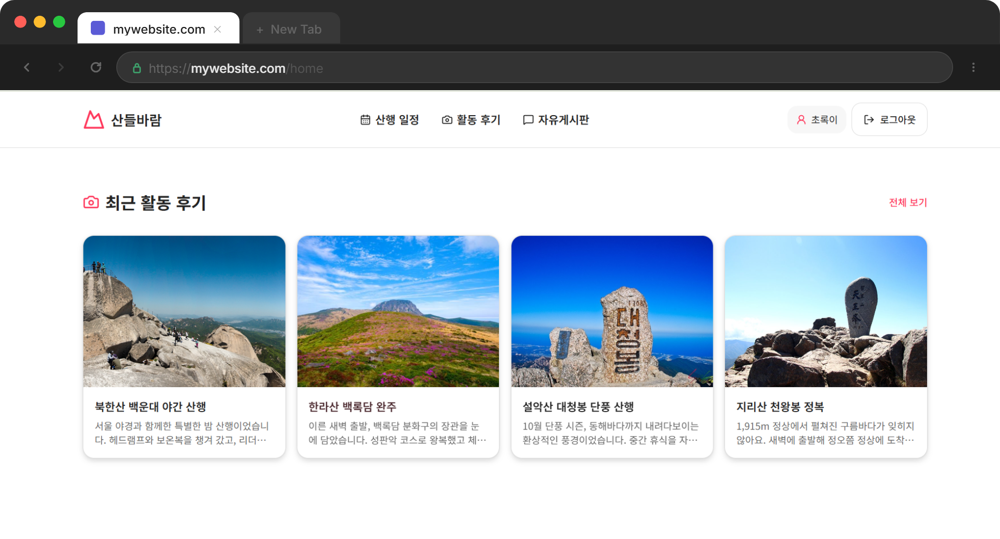 mywebsite.com
+ New Tab
https://mywebsite.com/home
산들바람
산행 일정
활동 후기
자유게시판
초록이
로그아웃
최근 활동 후기
전체 보기
1708
대청봉
天王峰
북한산 백운대 야간 산행
서울 야경과 함께한 특별한 밤 산행이었습니
다. 헤드램프와 보온복을 챙겨 갔고, 리더…
한라산 백록담 완주
이른 새벽 출발, 백록담 분화구의 장관을 눈
에 담았습니다. 성판악 코스로 왕복했고 체…
설악산 대청봉 단풍 산행
10월 단풍 시즌, 동해바다까지 내려다보이는
환상적인 풍경이었습니다. 중간 휴식을 자…
지리산 천왕봉 정복
1,915m 정상에서 펼쳐진 구름바다가 잊히지
않아요. 새벽에 출발해 정오쯤 정상에 도착…